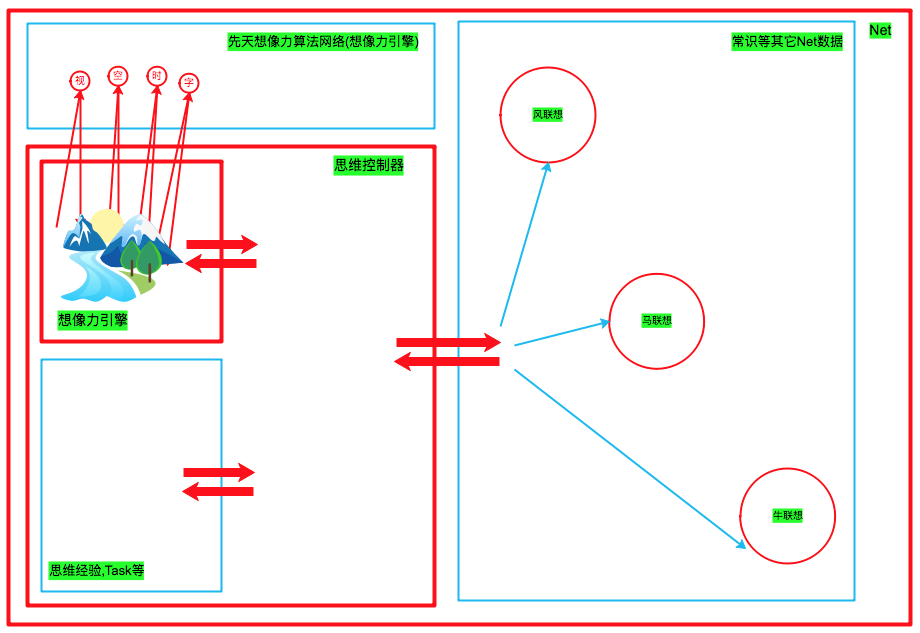 Net
先天想像力算法网络(想像力引擎)
常识等其它Net数据
视
空
时
字
风联想
思维控制器
想像力引擎
马联想
牛联想
思维经验,Task等